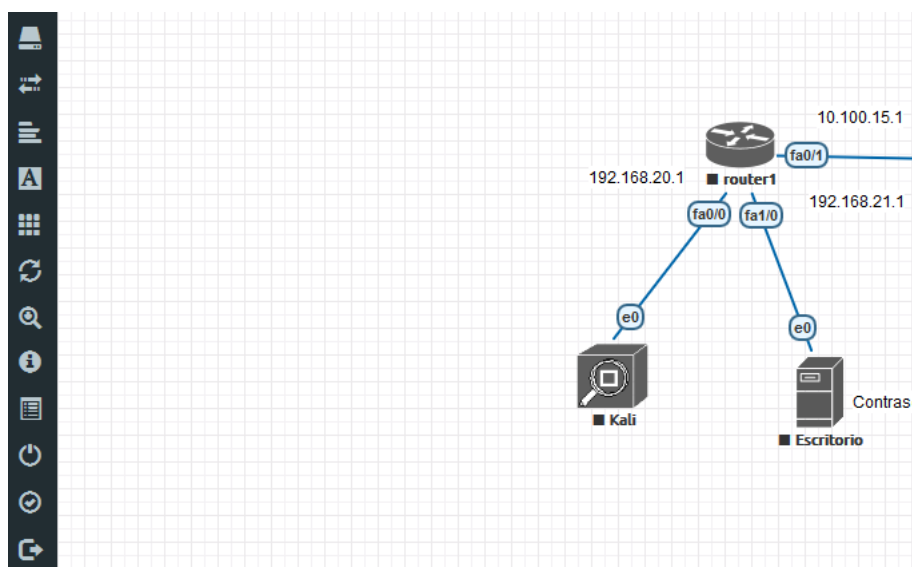 10.100.15.1
fa0/1
192.168.20.1
router1
192.168.21.1
fa0/0
fa1/0
e0
e0
Contras
Kali
Escritorio
A